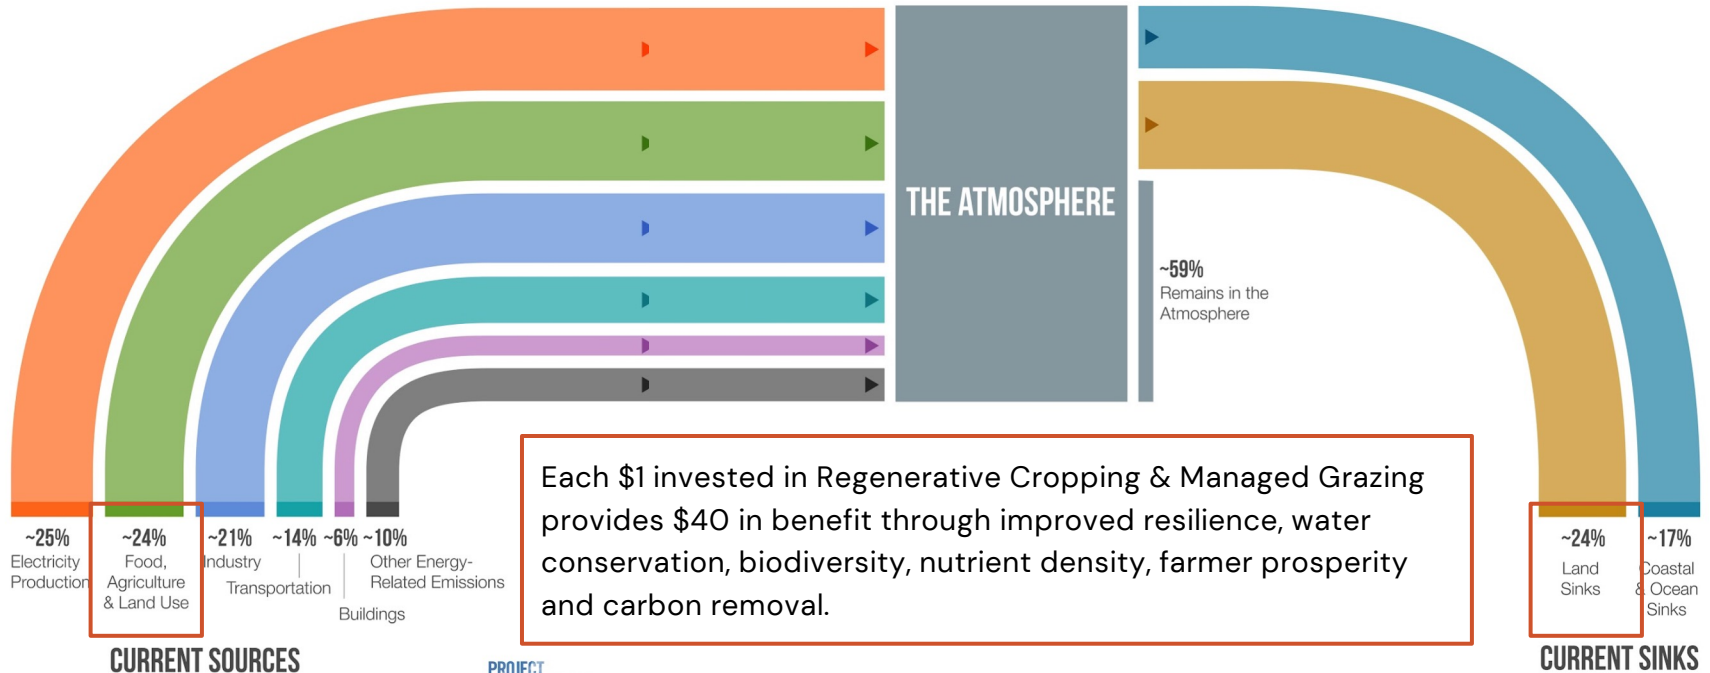 THE ATMOSPHERE
~59%
Remains in the
Atmosphere
Each $1 invested in Regenerative Cropping & Managed Grazing
provides $40 in benefit through improved resilience, water
conservation, biodiversity, nutrient density, farmer prosperity
and carbon removal.
~25%
Electricity
Production
~24%
Food,
Agriculture
& Land Use
~21%
Industry
~14%
Transportation
~6%
Buildings
~10%
Other Energy-
Related Emissions
CURRENT SOURCES
PROJECT
~24%
Land
Sinks
~17%
Coastal
& Ocean
Sinks
CURRENT SINKS